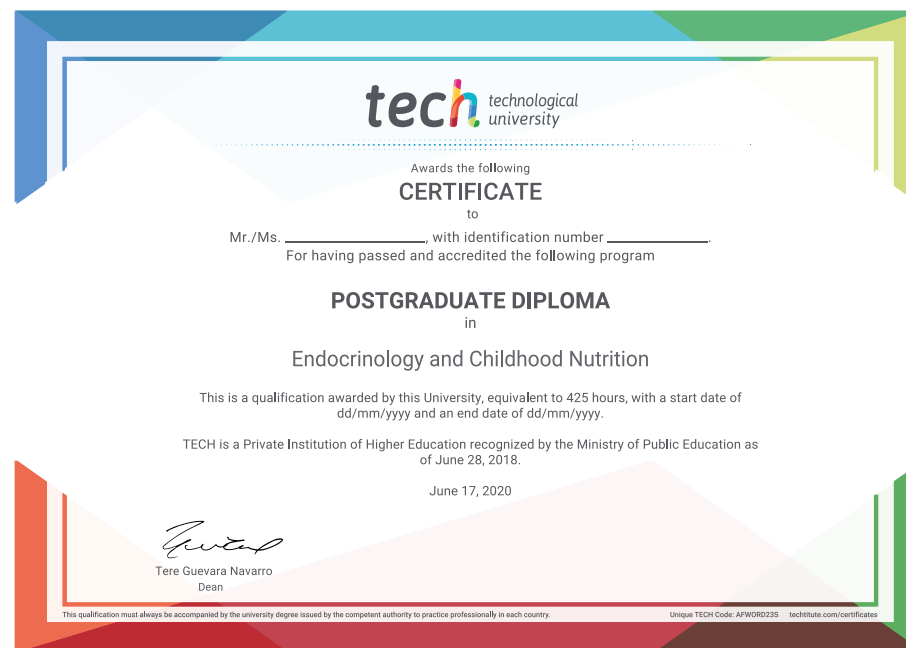 tech technological
university
Awards the following
CERTIFICATE
to
Mr./Ms. ____________________, with identification number ______________.
For having passed and accredited the following program
POSTGRADUATE DIPLOMA
in
Endocrinology and Childhood Nutrition
This is a qualification awarded by this University, equivalent to 425 hours, with a start date of
dd/mm/yyyy and an end date of dd/mm/yyyy.
TECH is a Private Institution of Higher Education recognized by the Ministry of Public Education as
of June 28, 2018.
June 17, 2020
Tere Guevara Navarro
Dean
This qualification must always be accompanied by the university degree issued by the competent authority to practice professionally in each country. Unique TECH Code: AFWORD23S techtitute.com/certificates